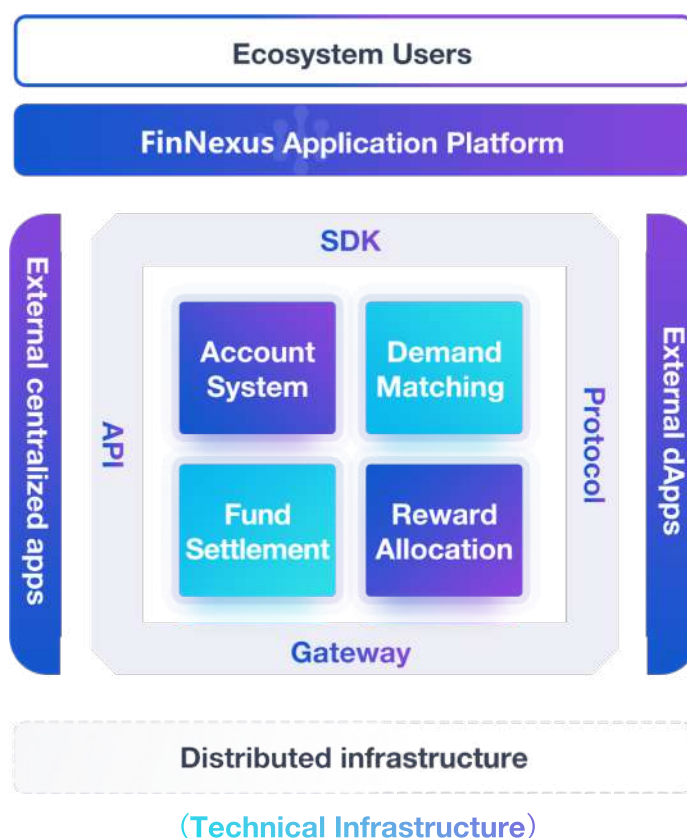 Ecosystem Users
FinNexus Application Platform
External centralized apps
SDK
API
Account
System
Demand
Matching
Fund
Settlement
Reward
Allocation
Protocol
Gateway
External dApps
Distributed infrastructure
(Technical Infrastructure)